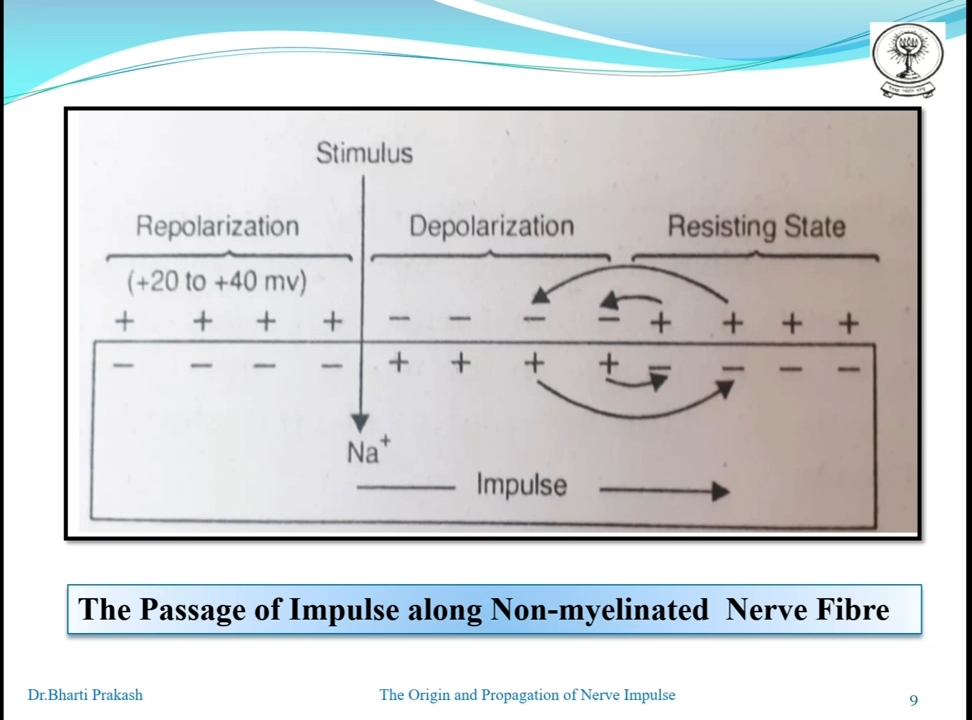 Stimulus
Repolarization Depolarization Resisting State
(+20 to +40 mv)
+ + + + − − − − + + + +
− − − − + + + + − − − −
Na+
Impulse
The Passage of Impulse along Non-myelinated Nerve Fibre
Dr.Bharti Prakash The Origin and Propagation of Nerve Impulse 9